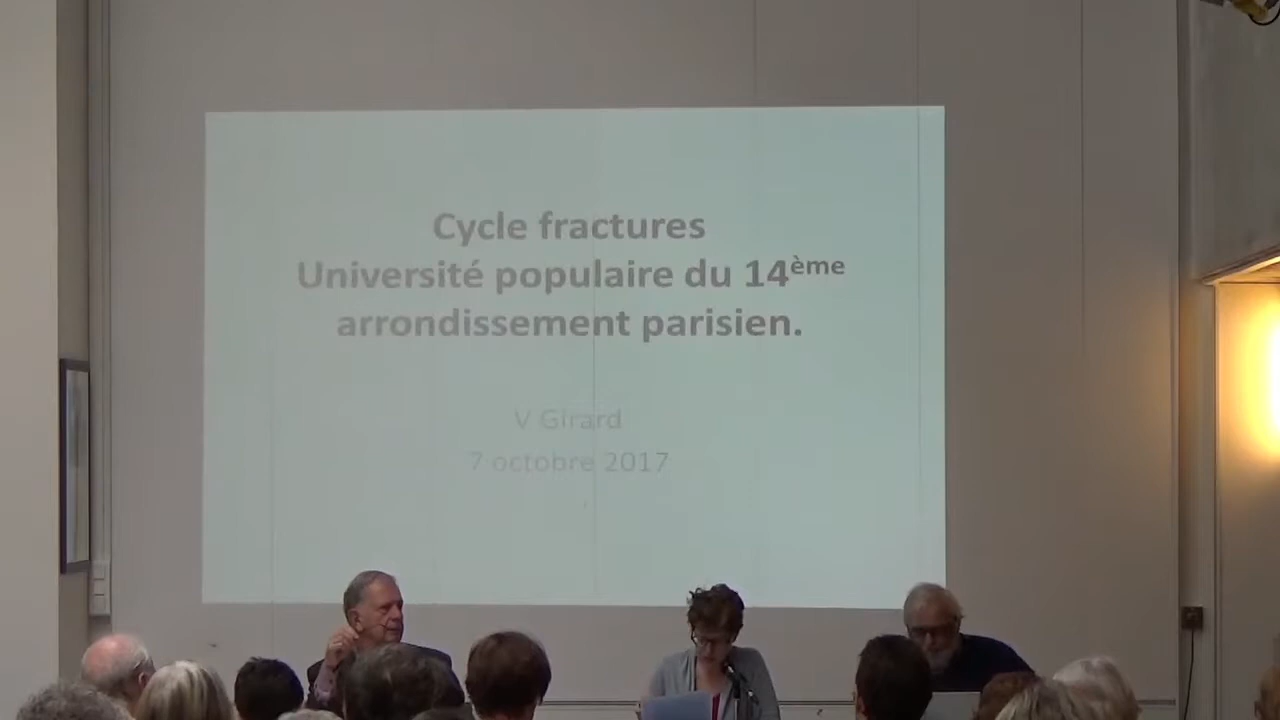 Cycle fractures
Université populaire du 14ème
arrondissement parisien.
V Girard
7 octobre 2017